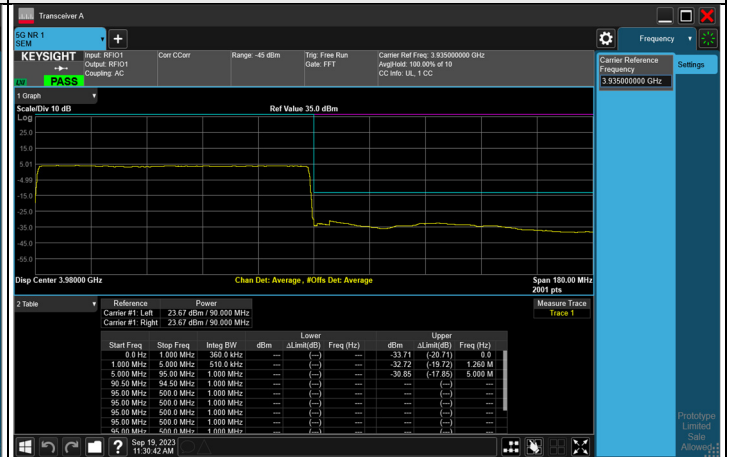 Transceiver A
5G NR 1
SEM
Frequency
KEYSIGHT
Input: RFIO1
Output: RFIO1
Coupling: AC
Corr CCorr
Range: -45 dBm
Trig: Free Run
Gate: FFT
Carrier Ref Freq: 3.935000000 GHz
Avg|Hold: 100.00% of 10
CC Info: UL, 1 CC
LXI
PASS
Carrier Reference
Frequency
3.935000000 GHz
Settings
1 Graph
Scale/Div 10 dB
Ref Value 35.0 dBm
Log
25.0
15.0
5.01
-4.99
-15.0
-25.0
-35.0
-45.0
-55.0
Disp Center 3.98000 GHz
Chan Det: Average, #Offs Det: Average
Span 180.00 MHz
2001 pts
2 Table
Reference Power
Carrier #1: Left 23.67 dBm / 90.000 MHz
Carrier #1: Right 23.67 dBm / 90.000 MHz
Measure Trace
Trace 1
Lower Upper
Start Freq Stop Freq Integ BW dBm ΔLimit(dB) Freq (Hz) dBm ΔLimit(dB) Freq (Hz)
0.0 Hz 1.000 MHz 360.0 kHz --- (---) --- -33.71 (-20.71) 0.0
1.000 MHz 5.000 MHz 510.0 kHz --- (---) --- -32.72 (-19.72) 1.260 M
5.000 MHz 95.00 MHz 1.000 MHz --- (---) --- -30.85 (-17.85) 5.000 M
90.50 MHz 94.50 MHz 1.000 MHz --- (---) --- --- (---) ---
95.00 MHz 500.0 MHz 1.000 MHz --- (---) --- --- (---) ---
95.00 MHz 500.0 MHz 1.000 MHz --- (---) --- --- (---) ---
95.00 MHz 500.0 MHz 1.000 MHz --- (---) --- --- (---) ---
95.00 MHz 500.0 MHz 1.000 MHz --- (---) --- --- (---) ---
Prototype
Limited
Sale
Allowed
Sep 19, 2023
11:30:42 AM